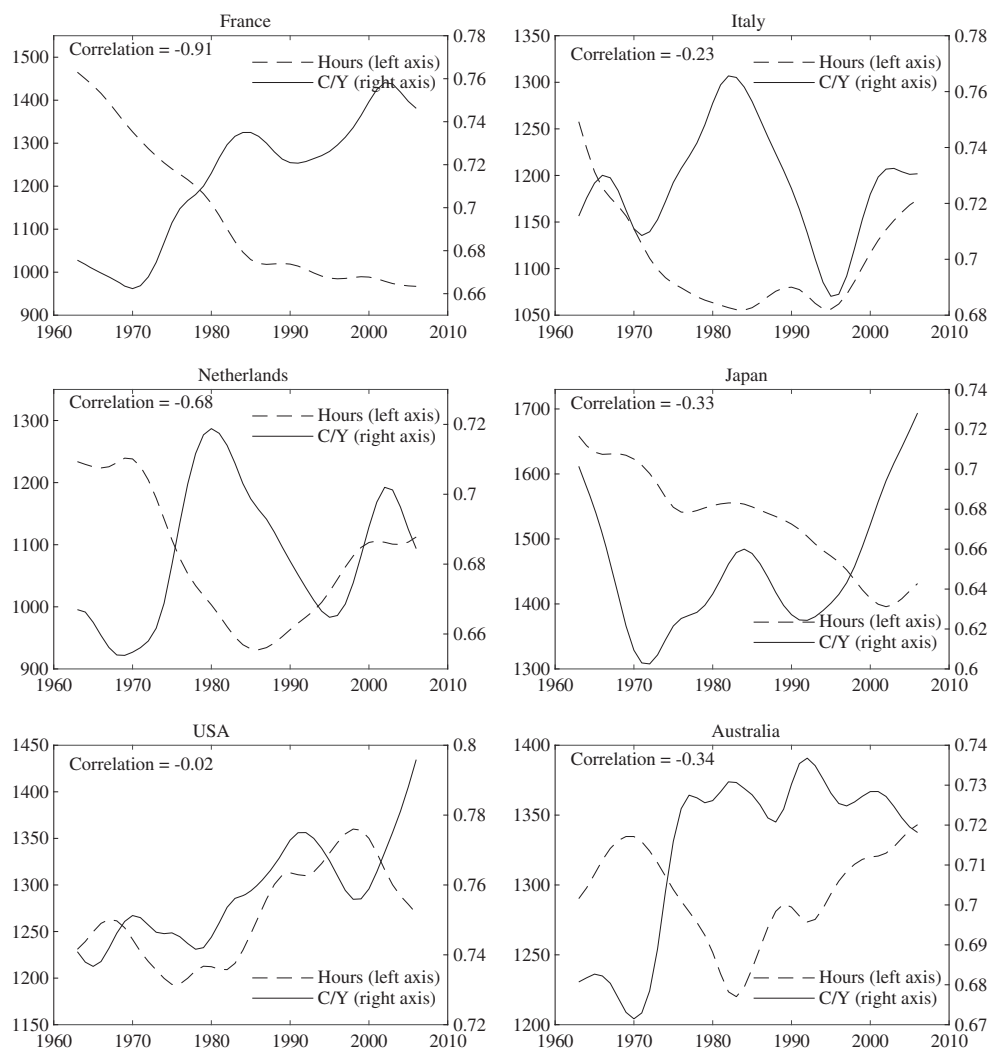 France
Correlation = -0.91
Hours (left axis)
C/Y (right axis)
1550
1500
1400
1300
1200
1100
1000
900
0.78
0.76
0.74
0.72
0.7
0.68
0.66
1960 1970 1980 1990 2000 2010
Italy
Correlation = -0.23
Hours (left axis)
C/Y (right axis)
1350
1300
1250
1200
1150
1100
1050
0.78
0.76
0.74
0.72
0.7
0.68
1960 1970 1980 1990 2000 2010
Netherlands
Correlation = -0.68
Hours (left axis)
C/Y (right axis)
1300
1200
1100
1000
900
0.72
0.7
0.68
0.66
1960 1970 1980 1990 2000 2010
Japan
Correlation = -0.33
1700
1600
1500
1400
1300
0.74
0.72
0.7
0.68
0.66
0.64
0.62
0.6
Hours (left axis)
C/Y (right axis)
1960 1970 1980 1990 2000 2010
USA
Correlation = -0.02
1450
1400
1350
1300
1250
1200
1150
0.8
0.78
0.76
0.74
0.72
Hours (left axis)
C/Y (right axis)
1960 1970 1980 1990 2000 2010
Australia
Correlation = -0.34
1400
1350
1300
1250
1200
0.74
0.73
0.72
0.71
0.7
0.69
0.68
0.67
Hours (left axis)
C/Y (right axis)
1960 1970 1980 1990 2000 2010